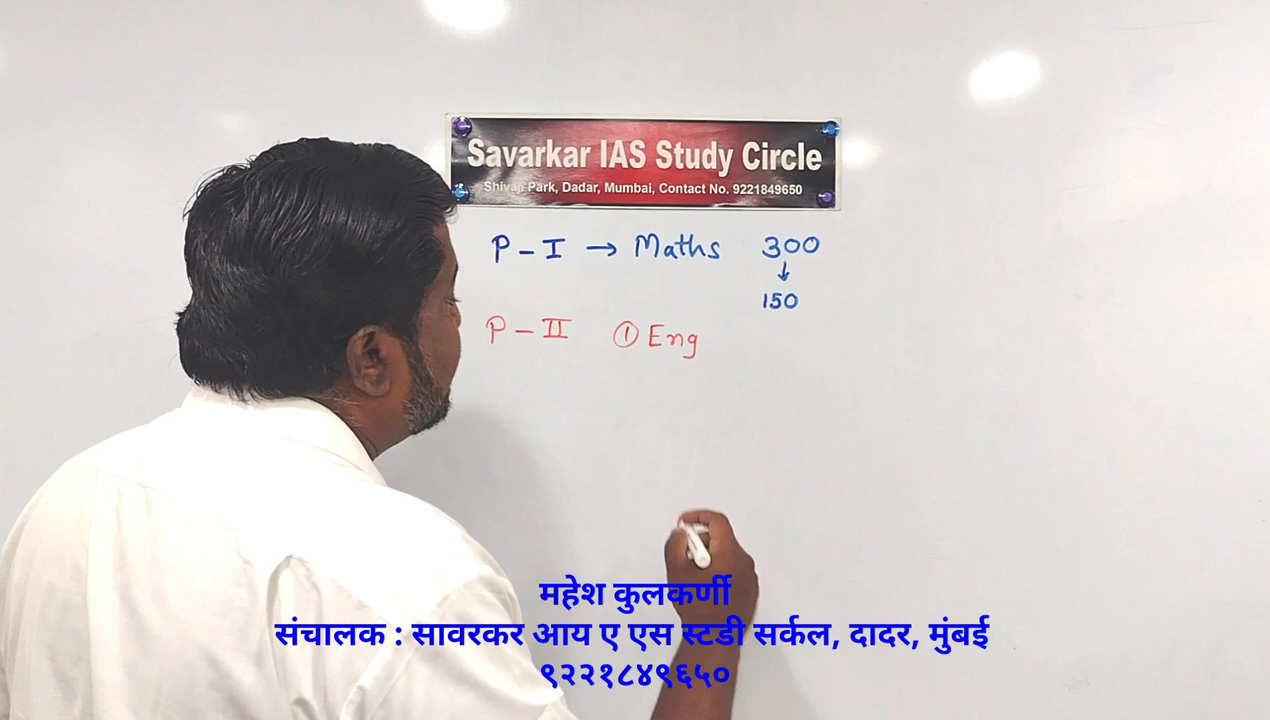 Savarkar IAS Study Circle
Shivaji Park, Dadar, Mumbai, Contact No. 9221849650
P - I → Maths 300
↓
150
P - II ① Eng
महेश कुलकर्णी
संचालक : सावरकर आय ए एस स्टडी सर्कल, दादर, मुंबई
९२२१८४९६५०